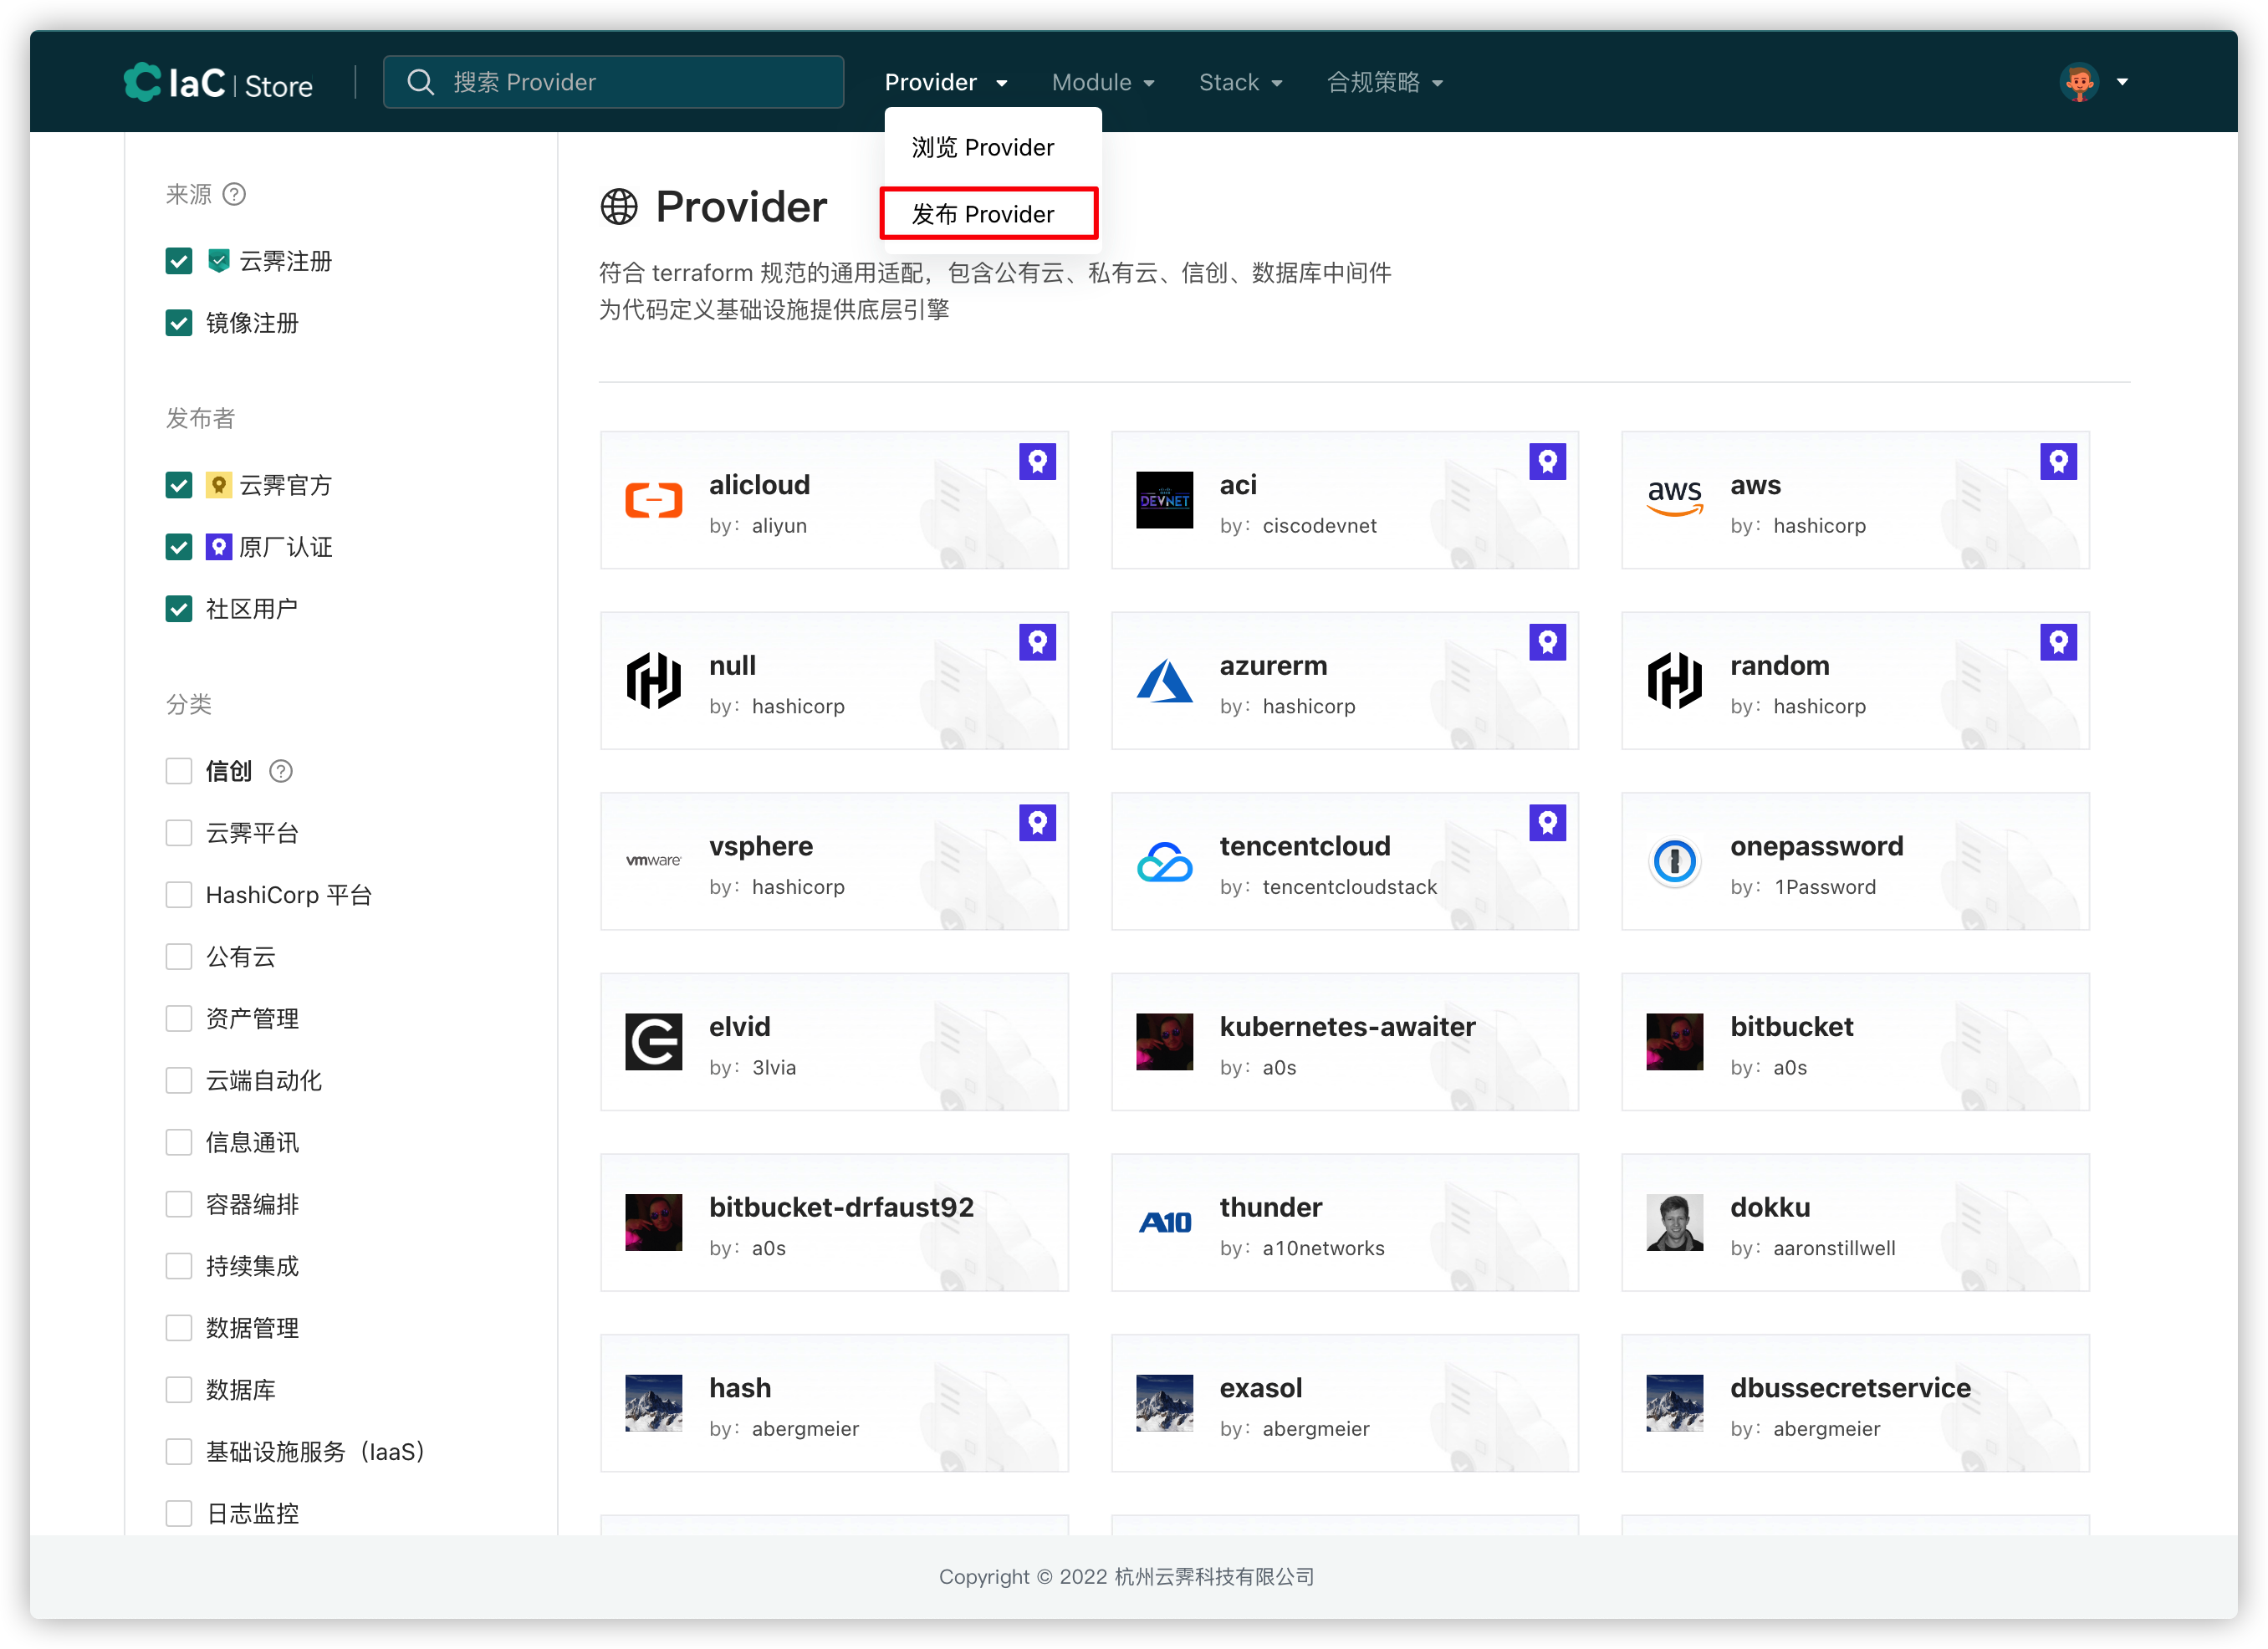 IaC | Store
搜索 Provider
Provider
Module
Stack
合规策略
浏览 Provider
发布 Provider
来源
云霁注册
镜像注册
发布者
云霁官方
原厂认证
社区用户
分类
信创
云霁平台
HashiCorp 平台
公有云
资产管理
云端自动化
信息通讯
容器编排
持续集成
数据管理
数据库
基础设施服务（IaaS）
日志监控
Provider
符合 terraform 规范的通用适配，包含公有云、私有云、信创、数据库中间件
为代码定义基础设施提供底层引擎
alicloud
by： aliyun
DEVNET
aci
by： ciscodevnet
aws
aws
by： hashicorp
null
by： hashicorp
azurerm
by： hashicorp
random
by： hashicorp
vmware
vsphere
by： hashicorp
tencentcloud
by： tencentcloudstack
onepassword
by： 1Password
elvid
by： 3lvia
kubernetes-awaiter
by： a0s
bitbucket
by： a0s
bitbucket-drfaust92
by： a0s
A10
thunder
by： a10networks
dokku
by： aaronstillwell
hash
by： abergmeier
exasol
by： abergmeier
dbussecretservice
by： abergmeier
Copyright © 2022 杭州云霁科技有限公司